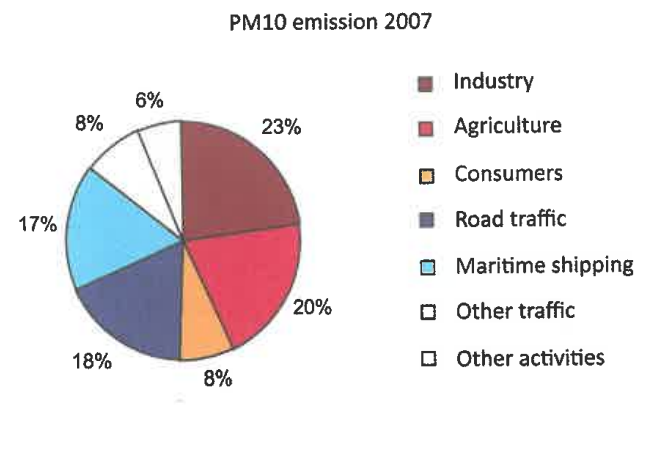 PM10 emission 2007
6%
8%
23%
17%
20%
18%
8%
Industry
Agriculture
Consumers
Road traffic
Maritime shipping
Other traffic
Other activities